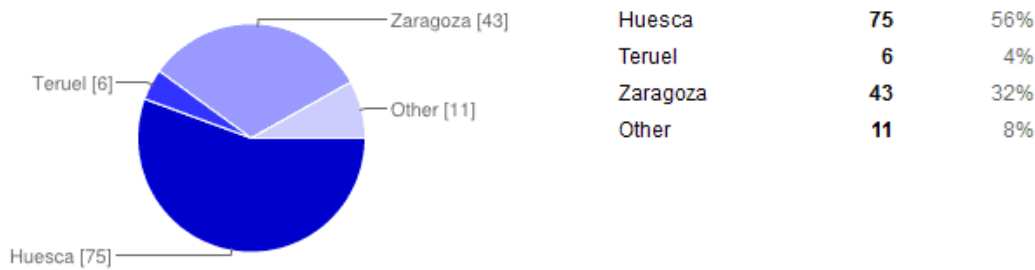 Zaragoza [43]
Teruel [6]
Other [11]
Huesca [75]
Huesca 75 56%
Teruel 6 4%
Zaragoza 43 32%
Other 11 8%